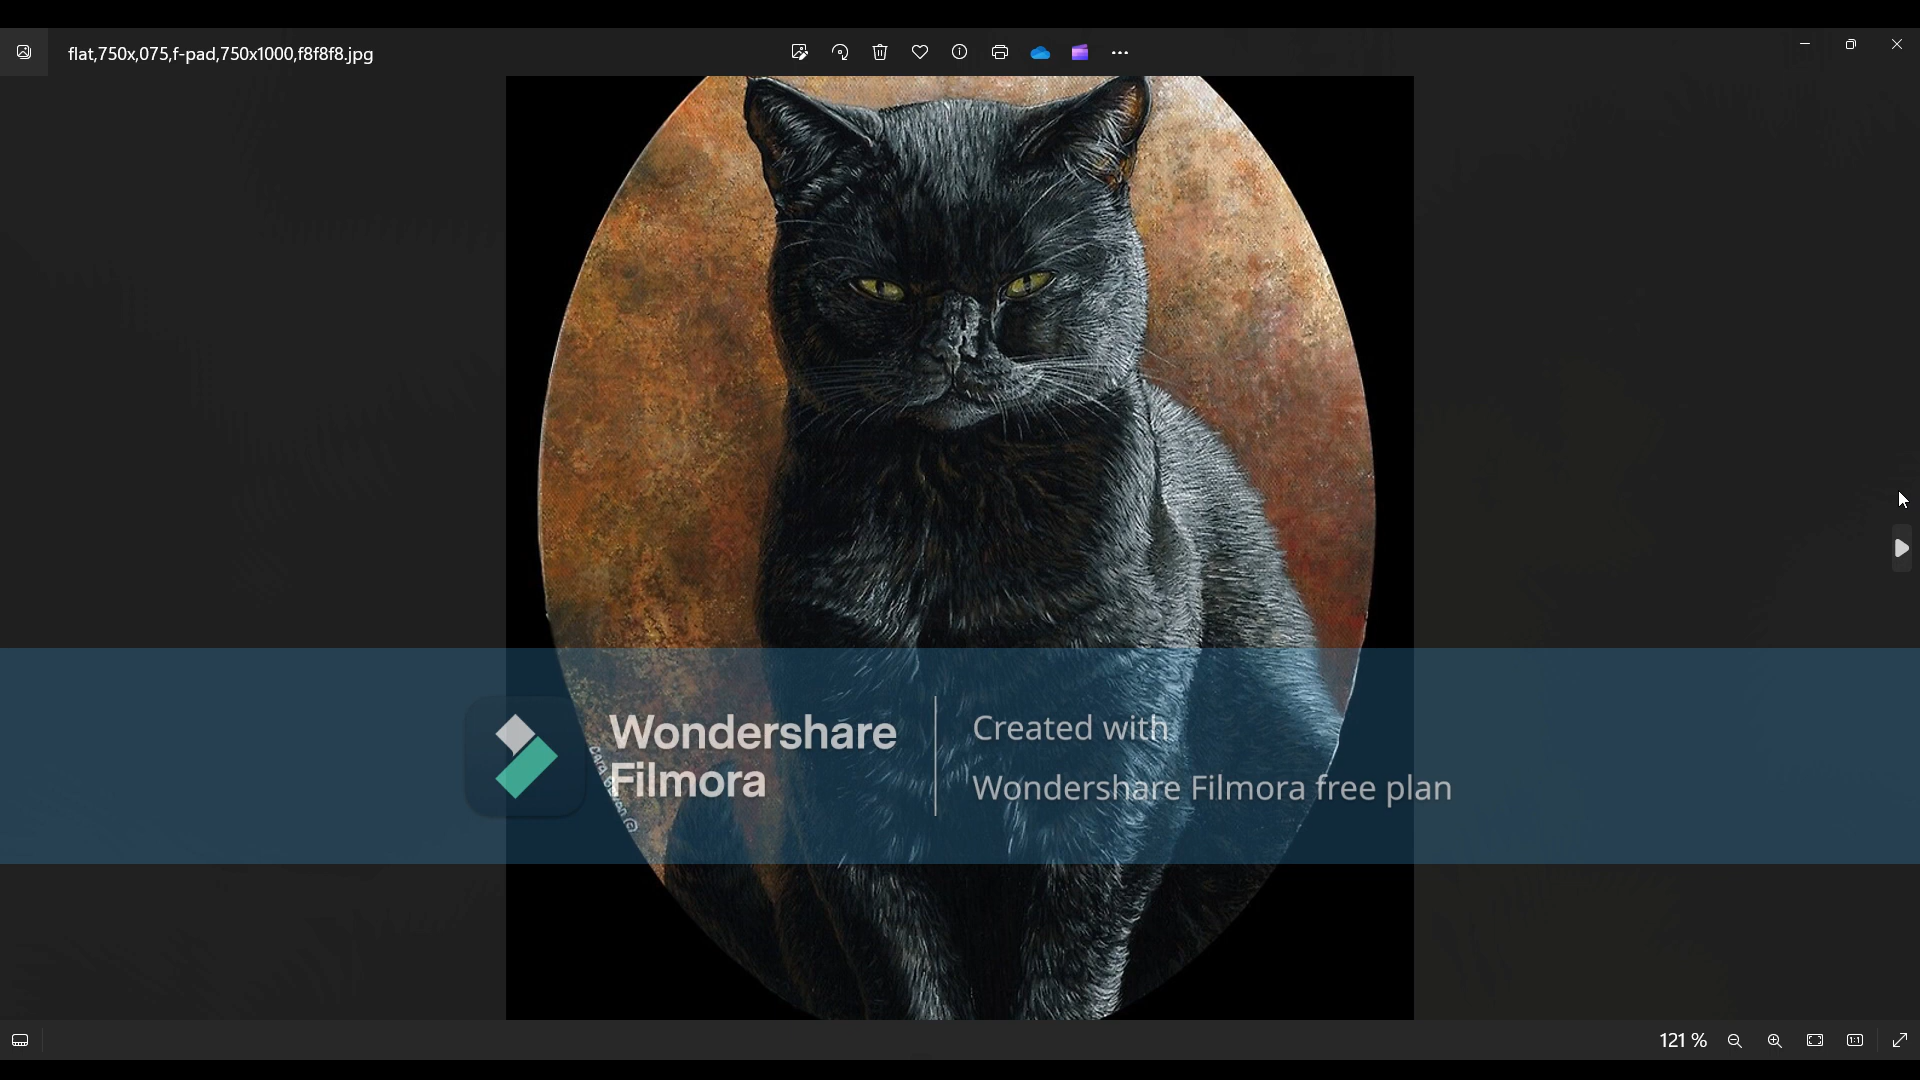 flat,750x,075,f-pad,750x1000,f8f8f8.jpg
Wondershare
Filmora
Created with
Wondershare Filmora free plan
121 %